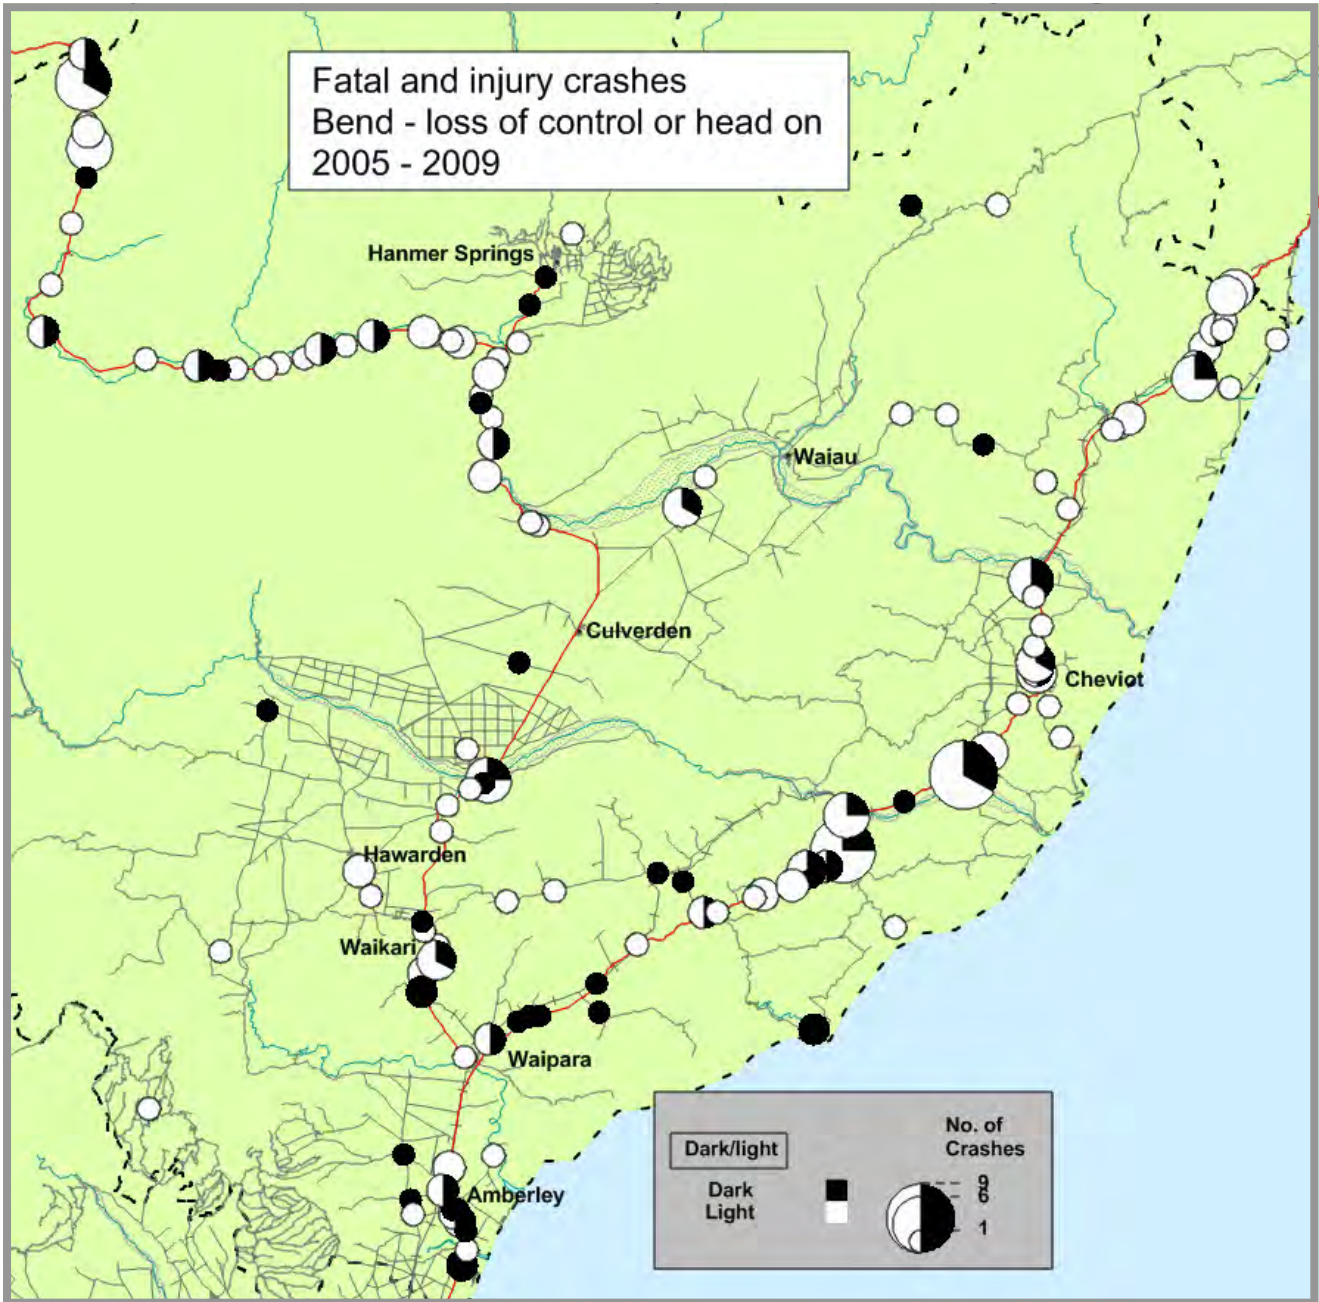 Fatal and injury crashes
Bend - loss of control or head on
2005 - 2009
Hanmer Springs
Waiau
Culverden
Cheviot
Hawarden
Waikari
Waipara
Amberley
No. of
Crashes
Dark/light
Dark
Light
9
6
1